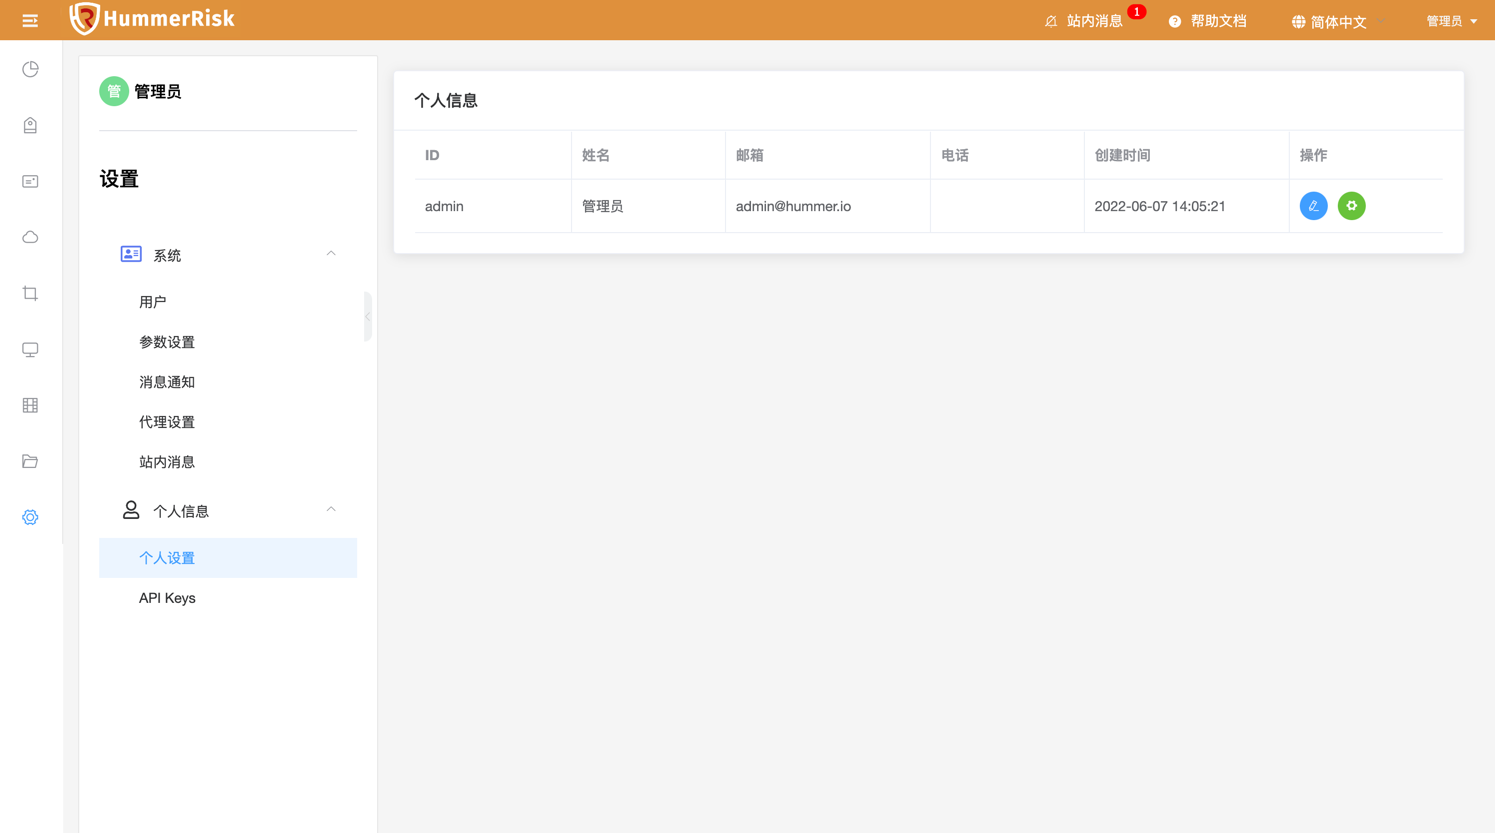 HummerRisk
站内消息 1
帮助文档
简体中文
管理员
管 管理员
设置
系统
用户
参数设置
消息通知
代理设置
站内消息
个人信息
个人设置
API Keys
个人信息
ID 姓名 邮箱 电话 创建时间 操作
admin 管理员 admin@hummer.io 2022-06-07 14:05:21